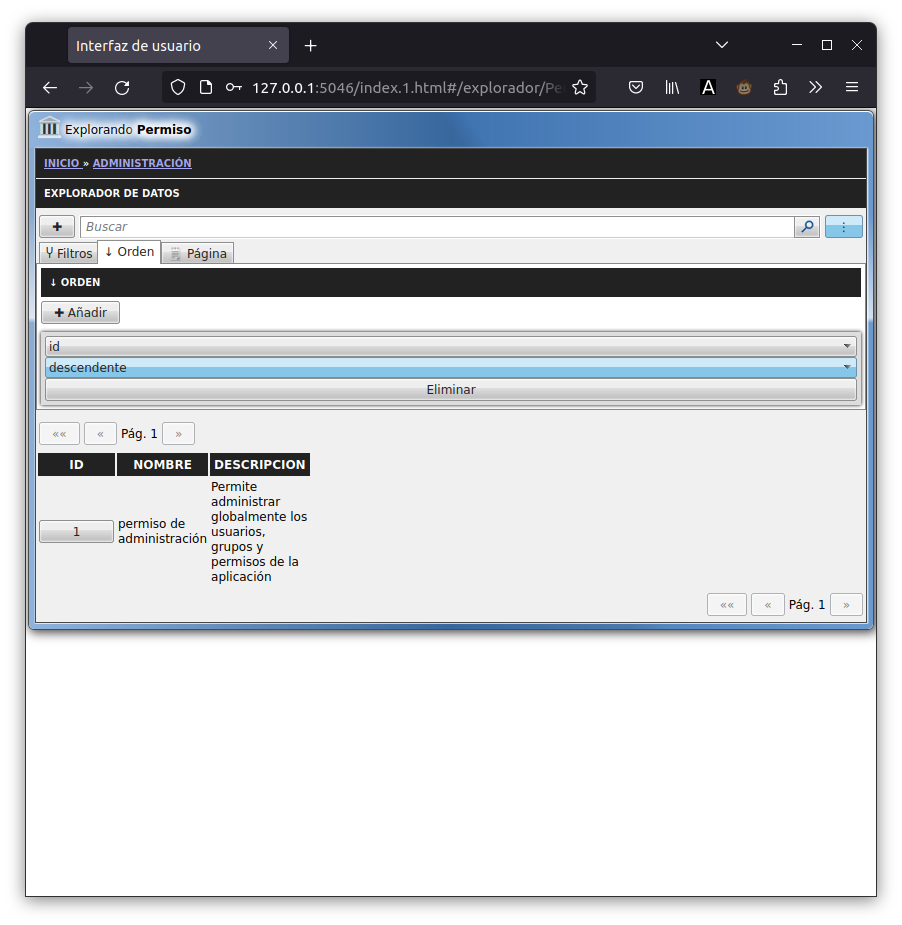 Interfaz de usuario
127.0.0.1:5046/index.1.html#/explorador/Pe
Explorando Permiso
INICIO » ADMINISTRACIÓN
EXPLORADOR DE DATOS
+ Buscar ⋮
Filtros ↓ Orden Página
↓ ORDEN
+ Añadir
id
descendente
Eliminar
«« « Pág. 1 »
ID NOMBRE DESCRIPCION
1
permiso de
administración
Permite
administrar
globalmente los
usuarios,
grupos y
permisos de la
aplicación
«« « Pág. 1 »